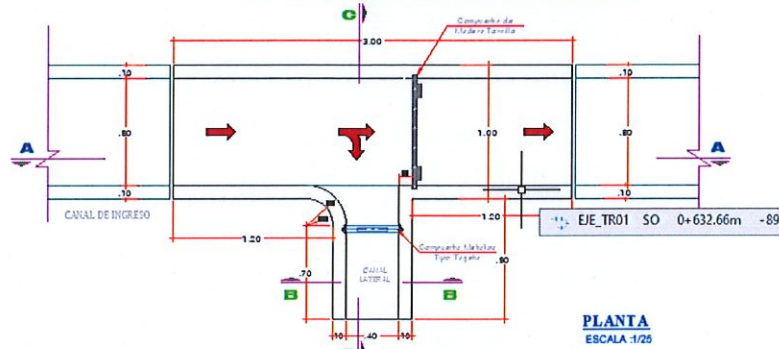 C
Compuerta de
Madera Tornillo
3.00
.10
.10
A
.80
1.00
.80
A
.10
.10
CANAL DE INGRESO
1.20
1.20
EJE_TR01 SO 0+632.66m -89
Compuerta Metalica
Tipo Tarjeta
.70
.90
CANAL
LATERAL
B
B
.10
.40
.10
PLANTA
ESCALA :1/25